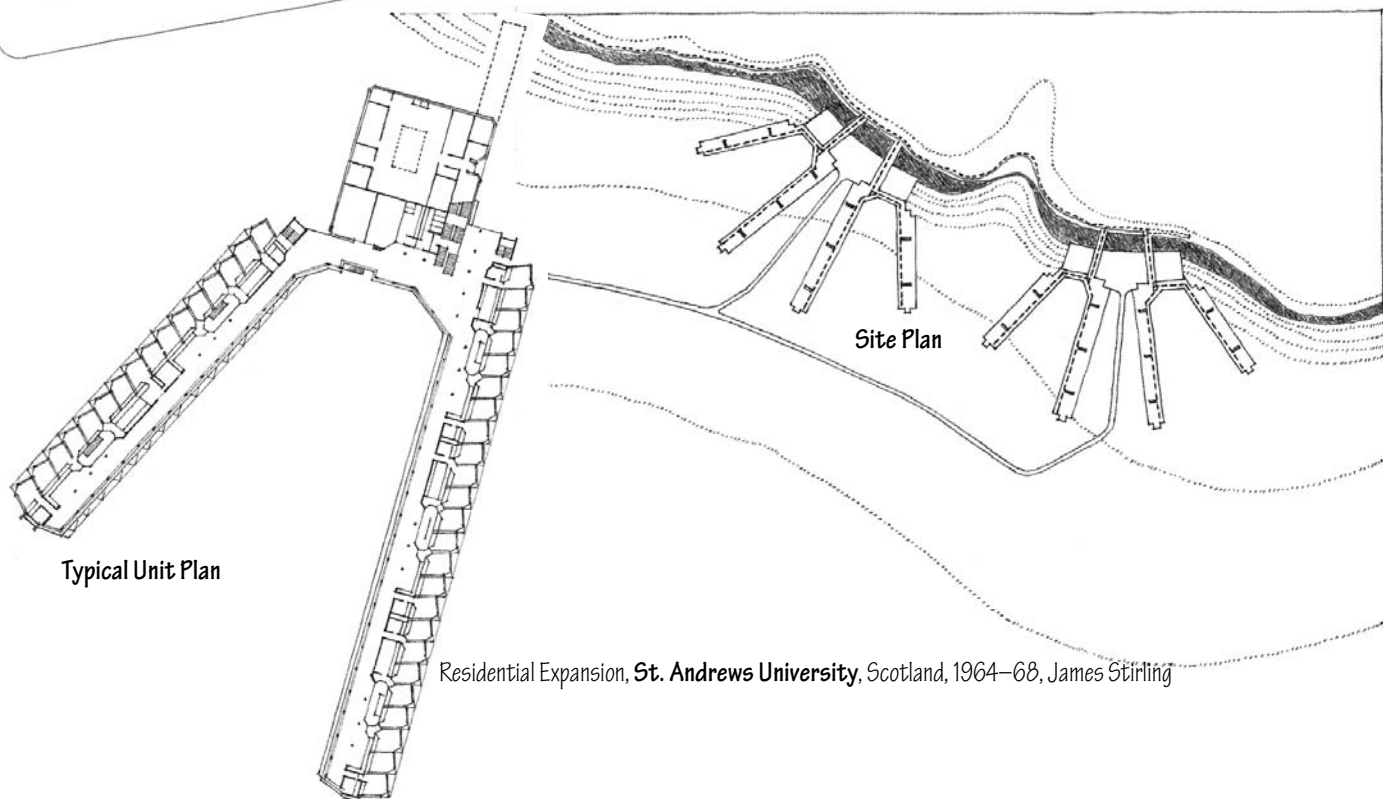 Site Plan
Typical Unit Plan
Residential Expansion, St. Andrews University, Scotland, 1964–68, James Stirling